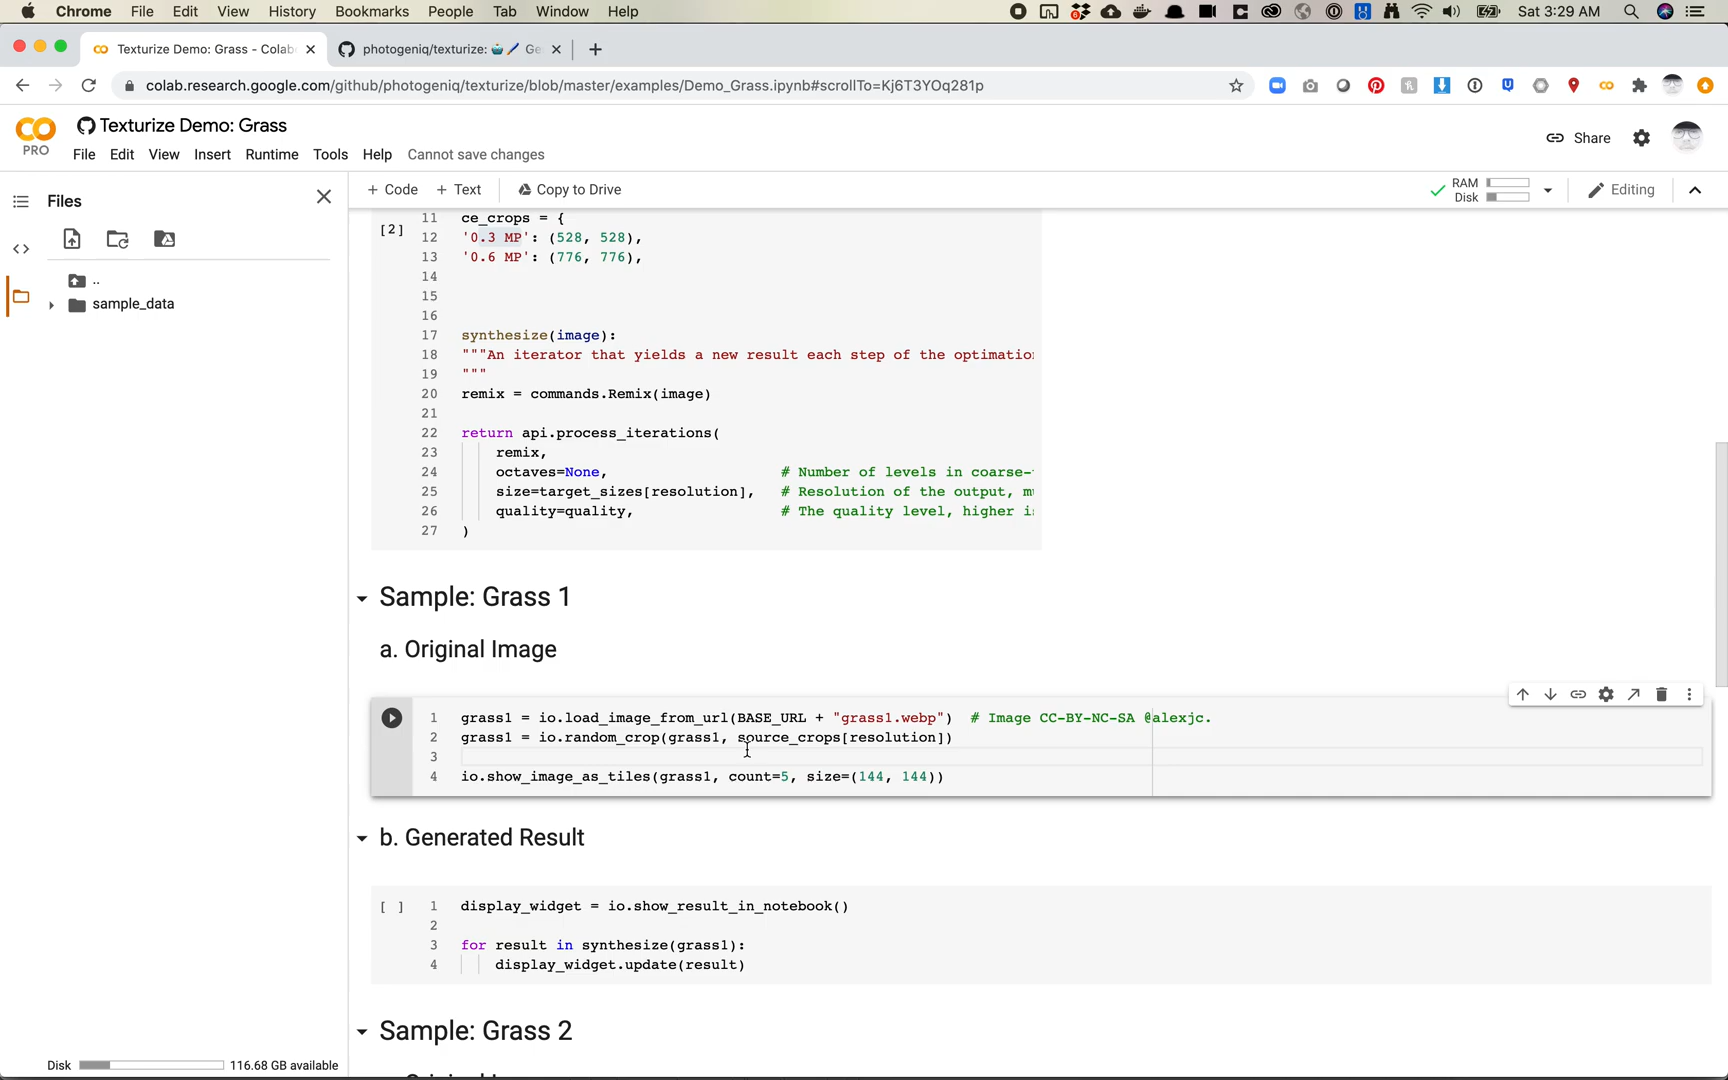 Chrome File Edit View History Bookmarks People Tab Window Help Sat 3:29 AM
Texturize Demo: Grass - Colab photogeniq/texturize: Ge
colab.research.google.com/github/photogeniq/texturize/blob/master/examples/Demo_Grass.ipynb#scrollTo=Kj6T3YOq281p
CO
PRO
Texturize Demo: Grass
File Edit View Insert Runtime Tools Help Cannot save changes
Share
Files
+ Code + Text Copy to Drive
RAM
Disk
Editing
..
sample_data
[2]
11 ce_crops = {
12 '0.3 MP': (528, 528),
13 '0.6 MP': (776, 776),
14
15
16
17 synthesize(image):
18 """An iterator that yields a new result each step of the optimation
19 """
20 remix = commands.Remix(image)
21
22 return api.process_iterations(
23 remix,
24 octaves=None, # Number of levels in coarse-
25 size=target_sizes[resolution], # Resolution of the output, mu
26 quality=quality, # The quality level, higher is
27 )
Sample: Grass 1
a. Original Image
1 grass1 = io.load_image_from_url(BASE_URL + "grass1.webp") # Image CC-BY-NC-SA @alexjc.
2 grass1 = io.random_crop(grass1, source_crops[resolution])
3
4 io.show_image_as_tiles(grass1, count=5, size=(144, 144))
b. Generated Result
[ ]
1 display_widget = io.show_result_in_notebook()
2
3 for result in synthesize(grass1):
4 display_widget.update(result)
Sample: Grass 2
Disk 116.68 GB available